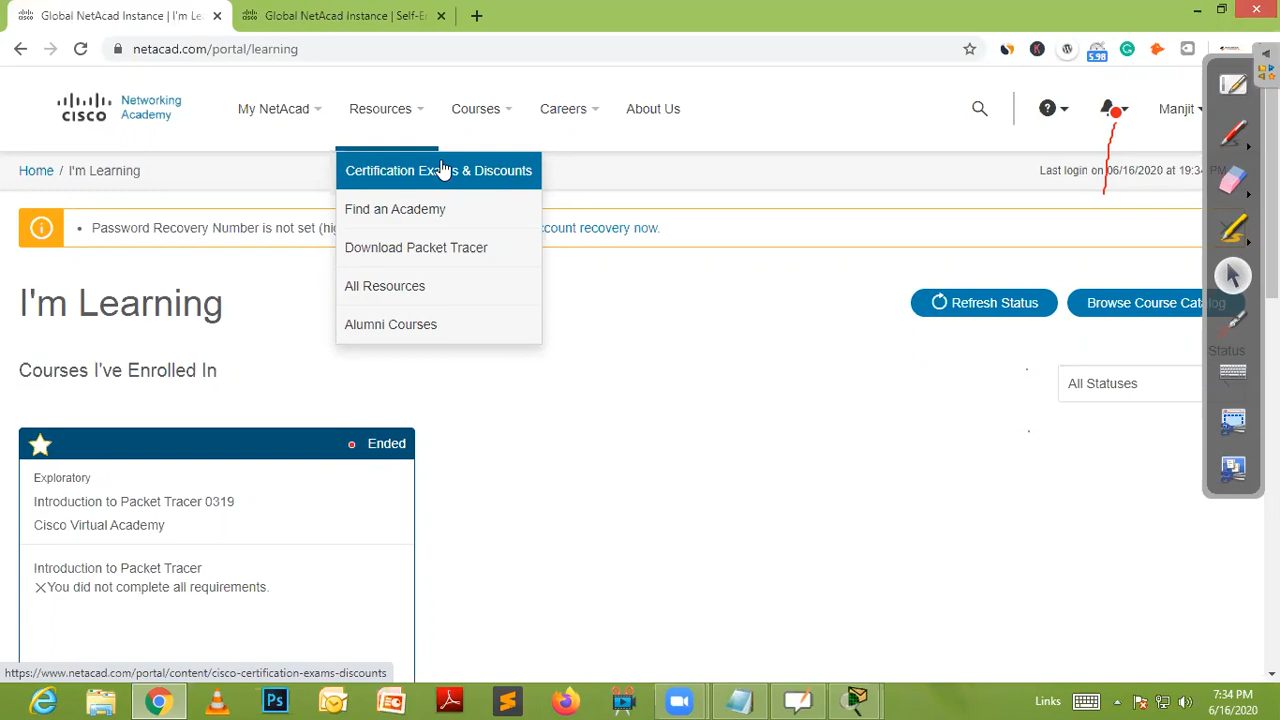 Global NetAcad Instance | I'm Le
Global NetAcad Instance | Self-E
netacad.com/portal/learning
5.98
cisco
Networking
Academy
My NetAcad
Resources
Courses
Careers
About Us
Manjit
Home / I'm Learning
Last login on 06/16/2020 at 19:34
Certification Exams & Discounts
Find an Academy
Download Packet Tracer
All Resources
Alumni Courses
Password Recovery Number is not set (hi
count recovery now.
I'm Learning
Refresh Status
Browse Course Catalog
Courses I've Enrolled In
Status
All Statuses
Ended
Exploratory
Introduction to Packet Tracer 0319
Cisco Virtual Academy
Introduction to Packet Tracer
You did not complete all requirements.
https://www.netacad.com/portal/content/cisco-certification-exams-discounts
Ps
Links
7:34 PM
6/16/2020